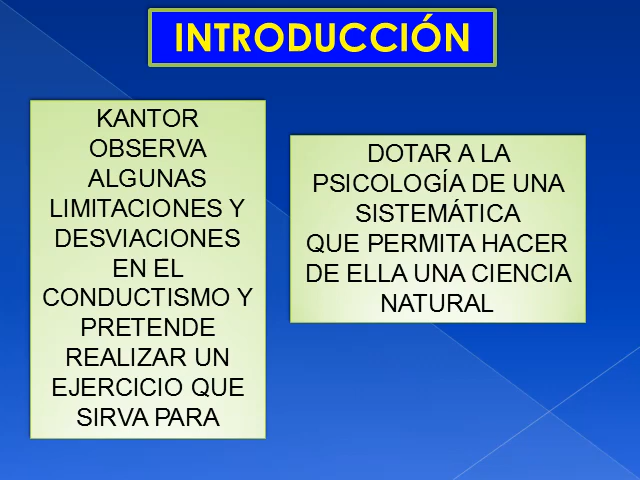 INTRODUCCIÓN
KANTOR
OBSERVA
ALGUNAS
LIMITACIONES Y
DESVIACIONES
EN EL
CONDUCTISMO Y
PRETENDE
REALIZAR UN
EJERCICIO QUE
SIRVA PARA
DOTAR A LA
PSICOLOGÍA DE UNA
SISTEMÁTICA
QUE PERMITA HACER
DE ELLA UNA CIENCIA
NATURAL